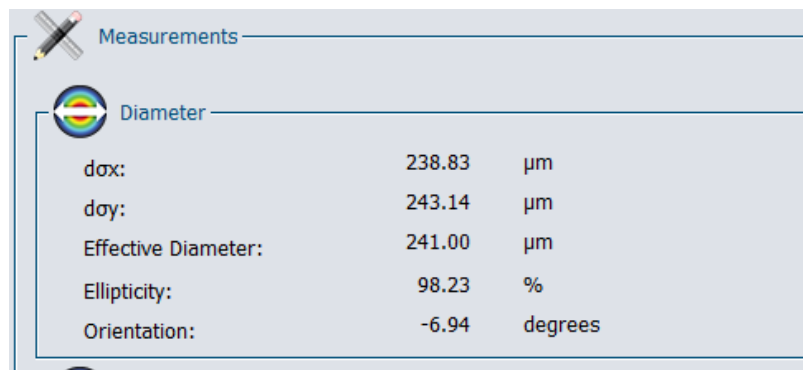 Measurements
Diameter
dσx: 238.83 µm
dσy: 243.14 µm
Effective Diameter: 241.00 µm
Ellipticity: 98.23 %
Orientation: -6.94 degrees